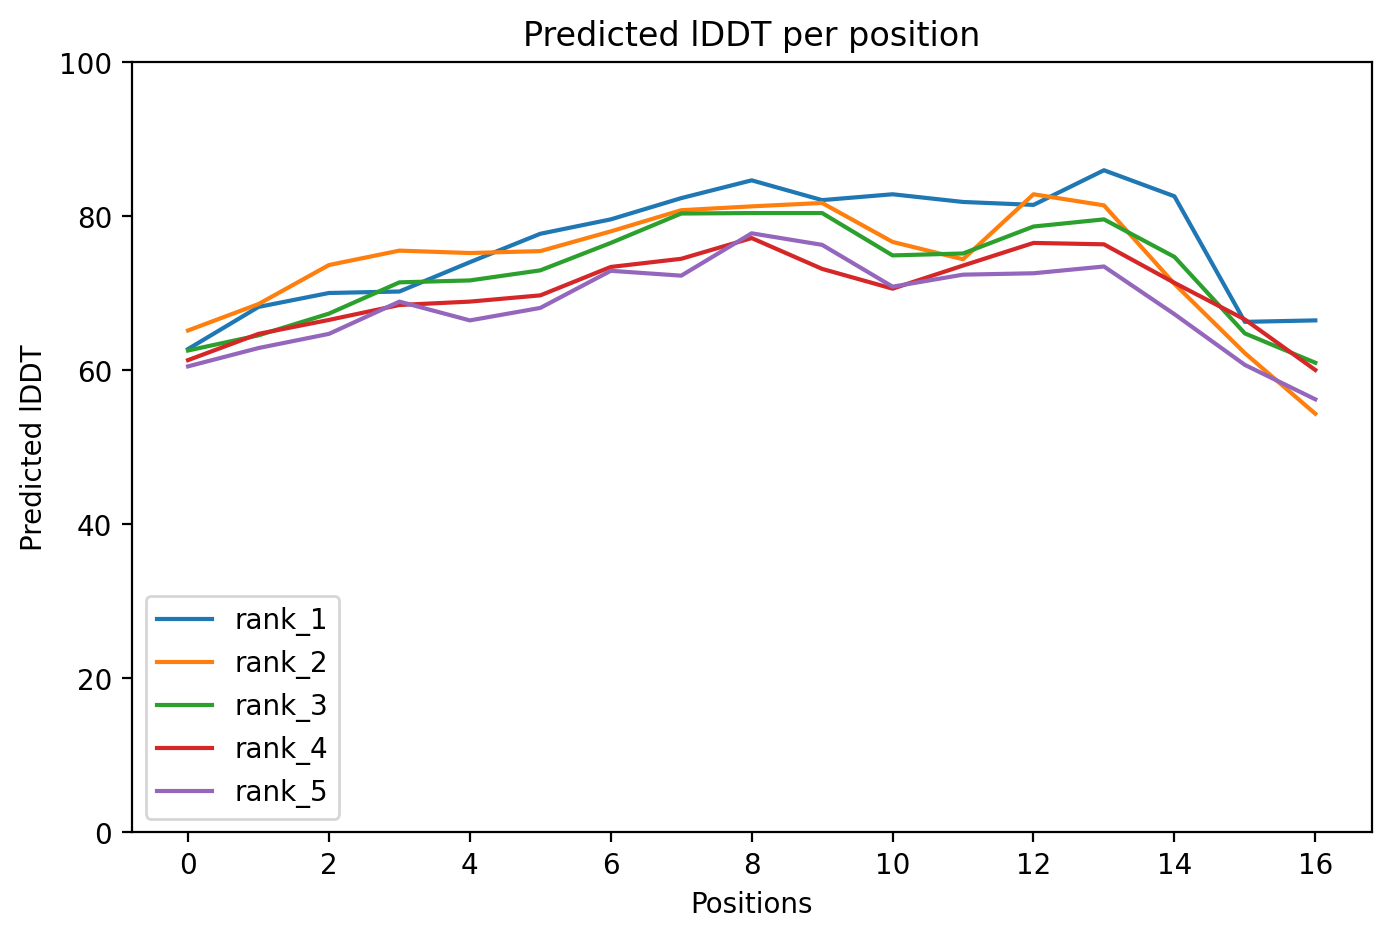 Predicted lDDT per position
100
80
60
40
20
0
Predicted lDDT
rank_1
rank_2
rank_3
rank_4
rank_5
0 2 4 6 8 10 12 14 16
Positions